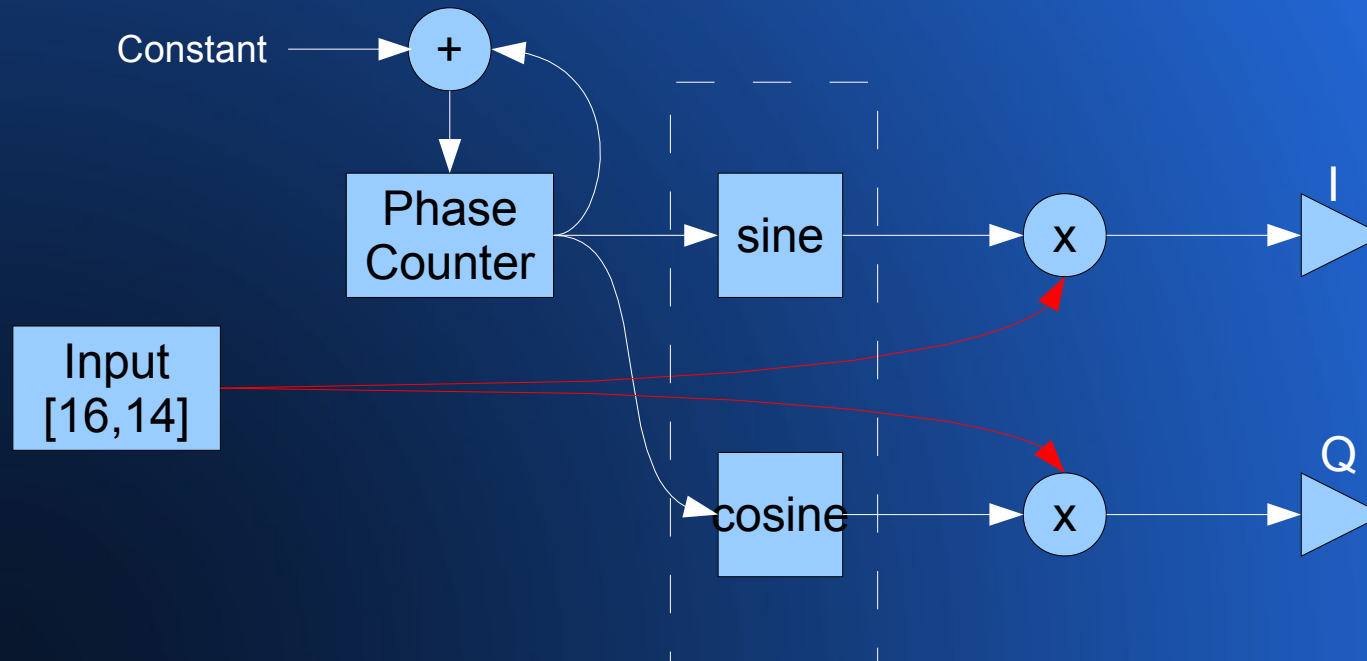 Constant
+
Phase
Counter
sine
x
I
Input
[16,14]
cosine
x
Q